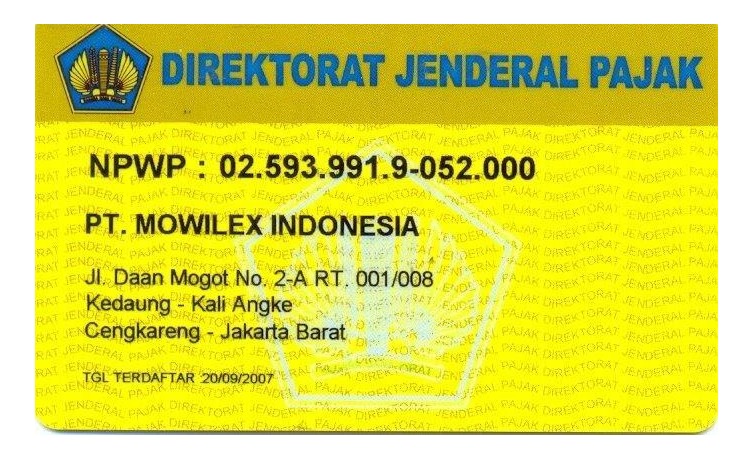 DIREKTORAT JENDERAL PAJAK
NPWP : 02.593.991.9-052.000
PT. MOWILEX INDONESIA
Jl. Daan Mogot No. 2-A RT. 001/008
Kedaung - Kali Angke
Cengkareng - Jakarta Barat
TGL TERDAFTAR 20/09/2007